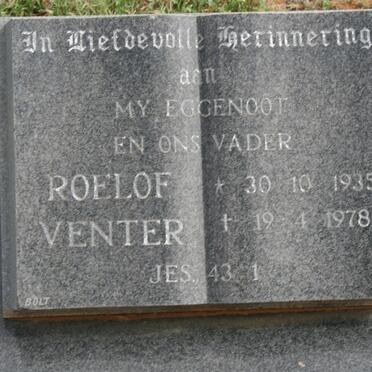 In Liefdevolle Herinnering
aan
MY EGGENOOT
EN ONS VADER
ROELOF * 30 10 1935
VENTER † 19 4 1978
JES. 43 1
BOLT